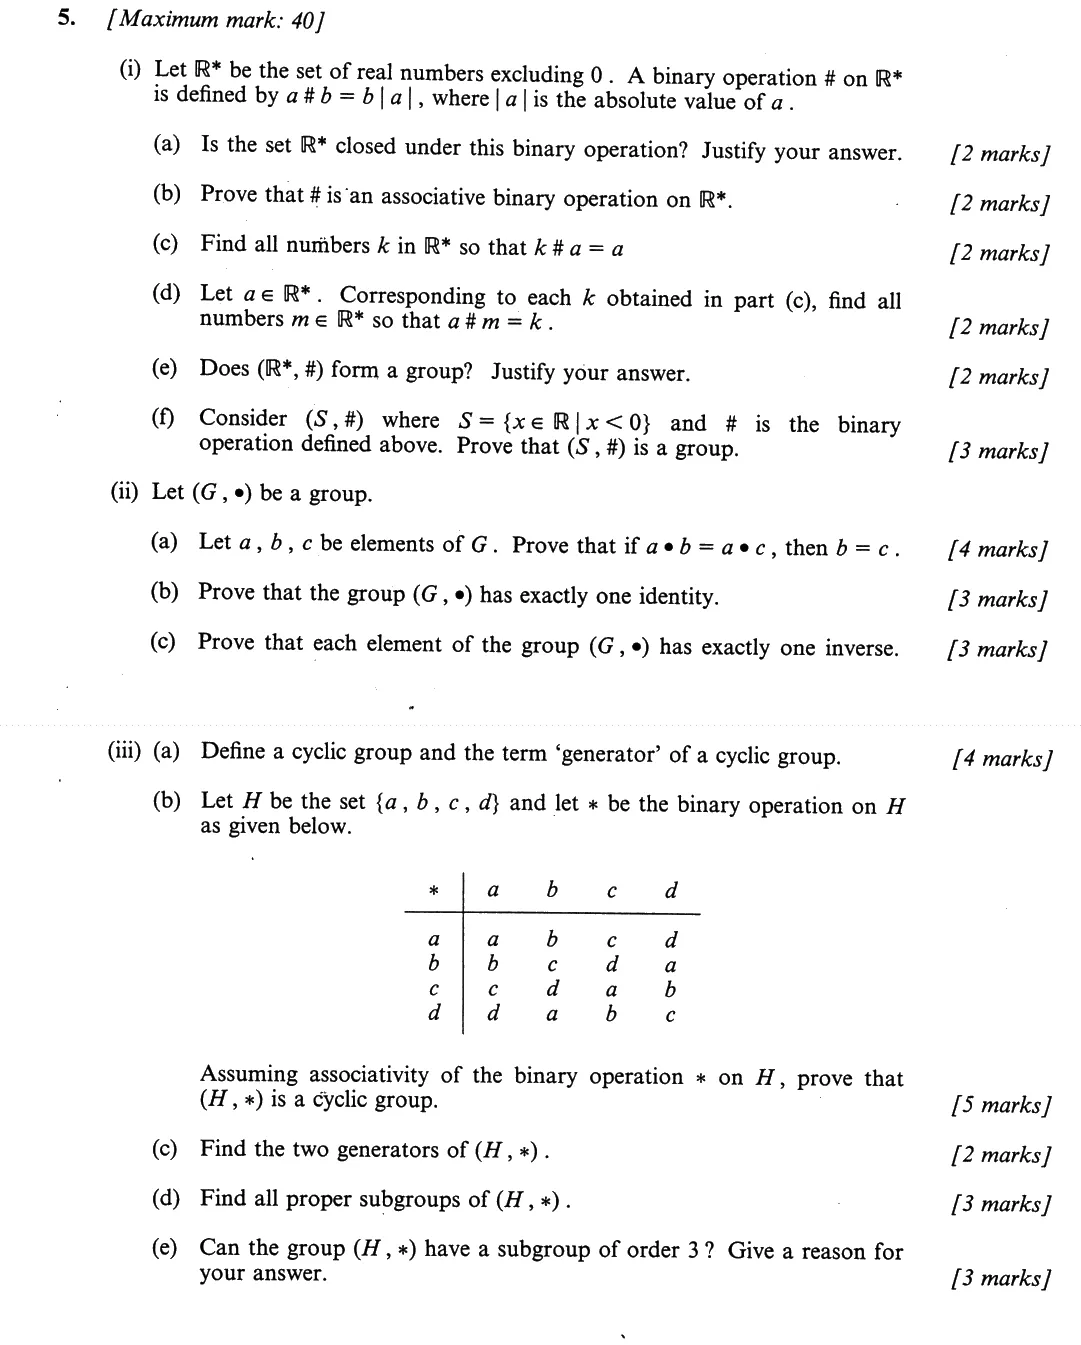 5. [Maximum mark: 40]
(i) Let ℝ* be the set of real numbers excluding 0. A binary operation # on ℝ*
is defined by a # b = b | a |, where | a | is the absolute value of a.
(a) Is the set ℝ* closed under this binary operation? Justify your answer. [2 marks]
(b) Prove that # is an associative binary operation on ℝ*. [2 marks]
(c) Find all numbers k in ℝ* so that k # a = a [2 marks]
(d) Let a ∈ ℝ*. Corresponding to each k obtained in part (c), find all
numbers m ∈ ℝ* so that a # m = k. [2 marks]
(e) Does (ℝ*, #) form a group? Justify your answer. [2 marks]
(f) Consider (S, #) where S = {x ∈ ℝ | x < 0} and # is the binary
operation defined above. Prove that (S, #) is a group. [3 marks]
(ii) Let (G, •) be a group.
(a) Let a, b, c be elements of G. Prove that if a • b = a • c, then b = c. [4 marks]
(b) Prove that the group (G, •) has exactly one identity. [3 marks]
(c) Prove that each element of the group (G, •) has exactly one inverse. [3 marks]
(iii) (a) Define a cyclic group and the term ‘generator’ of a cyclic group. [4 marks]
(b) Let H be the set {a, b, c, d} and let * be the binary operation on H
as given below.
* a b c d
a a b c d
b b c d a
c c d a b
d d a b c
Assuming associativity of the binary operation * on H, prove that
(H, *) is a cyclic group. [5 marks]
(c) Find the two generators of (H, *). [2 marks]
(d) Find all proper subgroups of (H, *). [3 marks]
(e) Can the group (H, *) have a subgroup of order 3? Give a reason for
your answer. [3 marks]